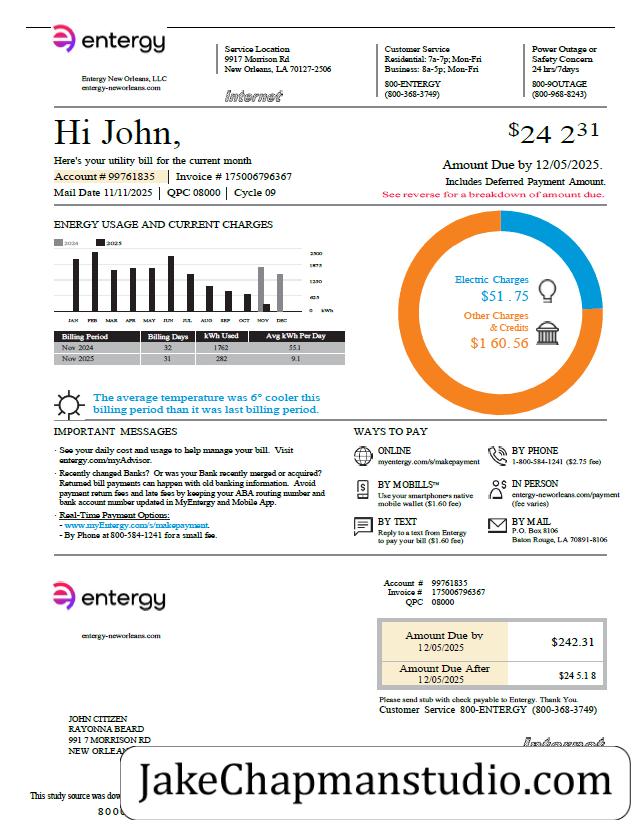 entergy
Entergy New Orleans, LLC
entergy-neworleans.com
Service Location
9917 Morrison Rd
New Orleans, LA 70127-2506
Internet
Customer Service
Residential: 7a-7p; Mon-Fri
Business: 8a-5p; Mon-Fri
800-ENTERGY
(800-368-3749)
Power Outage or
Safety Concern
24 hrs/7days
800-9OUTAGE
(800-968-8243)
Hi John,
Here's your utility bill for the current month
Account # 99761835 | Invoice # 175006796367
Mail Date 11/11/2025 | QPC 08000 | Cycle 09
$24 2 31
Amount Due by 12/05/2025.
Includes Deferred Payment Amount.
See reverse for a breakdown of amount due.
ENERGY USAGE AND CURRENT CHARGES
2024 2025
2500
1875
1250
625
0 kWh
JAN FEB MAR APR MAY JUN JUL AUG SEP OCT NOV DEC
Billing Period Billing Days kWh Used Avg kWh Per Day
Nov 2024 32 1762 55.1
Nov 2025 31 282 9.1
Electric Charges
$51 . 75
Other Charges
& Credits
$1 60. 56
The average temperature was 6° cooler this
billing period than it was last billing period.
IMPORTANT MESSAGES
· See your daily cost and usage to help manage your bill. Visit
entergy.com/myAdvisor.
· Recently changed Banks? Or was your Bank recently merged or acquired?
Returned bill payments can happen with old banking information. Avoid
payment return fees and late fees by keeping your ABA routing number and
bank account number updated in MyEntergy and Mobile App.
· Real-Time Payment Options:
- www.myEntergy.com/s/makepayment.
- By Phone at 800-584-1241 for a small fee.
WAYS TO PAY
ONLINE
myentergy.com/s/makepayment
BY PHONE
1-800-584-1241 ($2.75 fee)
BY MOBILLS™
Use your smartphones native
mobile wallet ($1.60 fee)
IN PERSON
entergy-neworleans.com/payment
(fee varies)
BY TEXT
Reply to a text from Entergy
to pay your bill ($1.60 fee)
BY MAIL
P.O. Box 8106
Baton Rouge, LA 70891-8106
entergy
entergy-neworleans.com
Account # 99761835
Invoice # 175006796367
QPC 08000
Amount Due by
12/05/2025
$242.31
Amount Due After
12/05/2025
$24 5.1 8
Please send stub with check payable to Entergy. Thank You.
Customer Service 800-ENTERGY (800-368-3749)
JOHN CITIZEN
RAYONNA BEARD
991 7 MORRISON RD
NEW ORLEAN
Internet
JakeChapmanstudio.com
This study source was dow
8 0 0